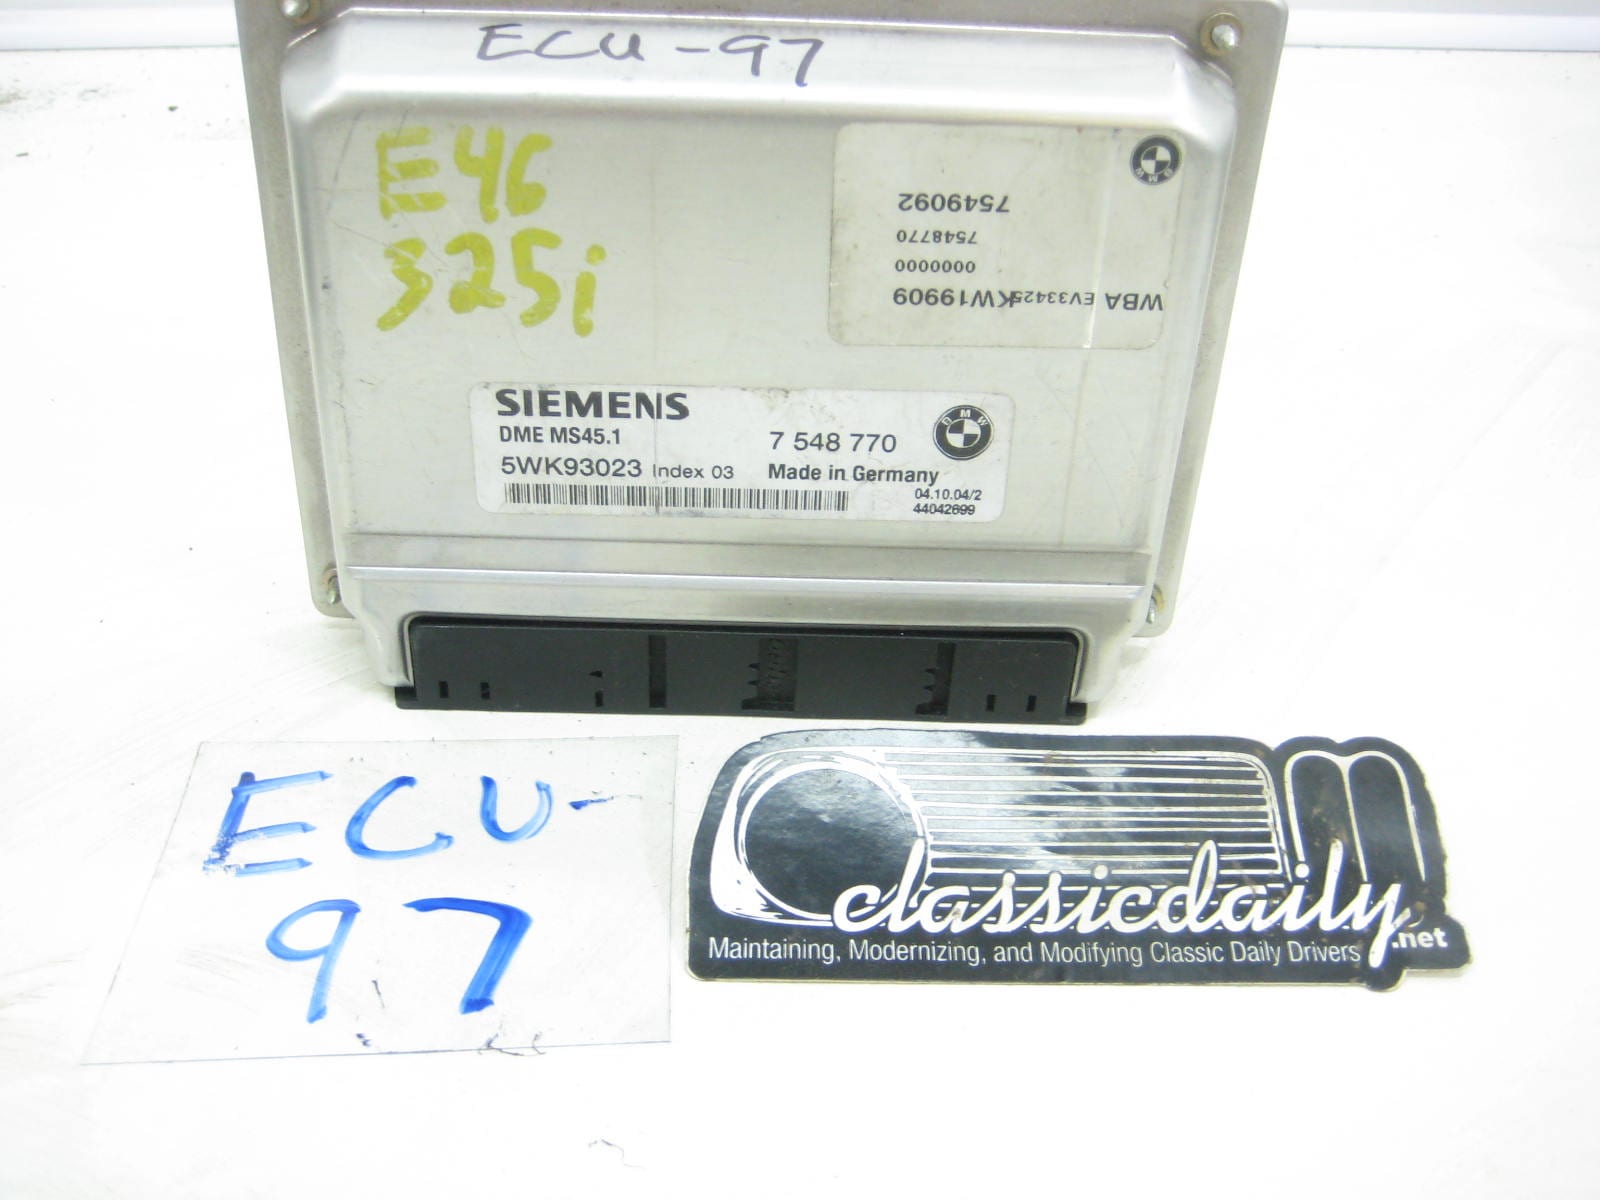 ECU-97
E46
325i
WBA EV33425KW19909
0000000
7548770
7549092
BMW
SIEMENS
DME MS45.1
7 548 770
BMW
5WK93023 Index 03
Made in Germany
04.10.04/2
44042699
ECU-
97
classicdaily.net
Maintaining, Modernizing, and Modifying Classic Daily Drivers